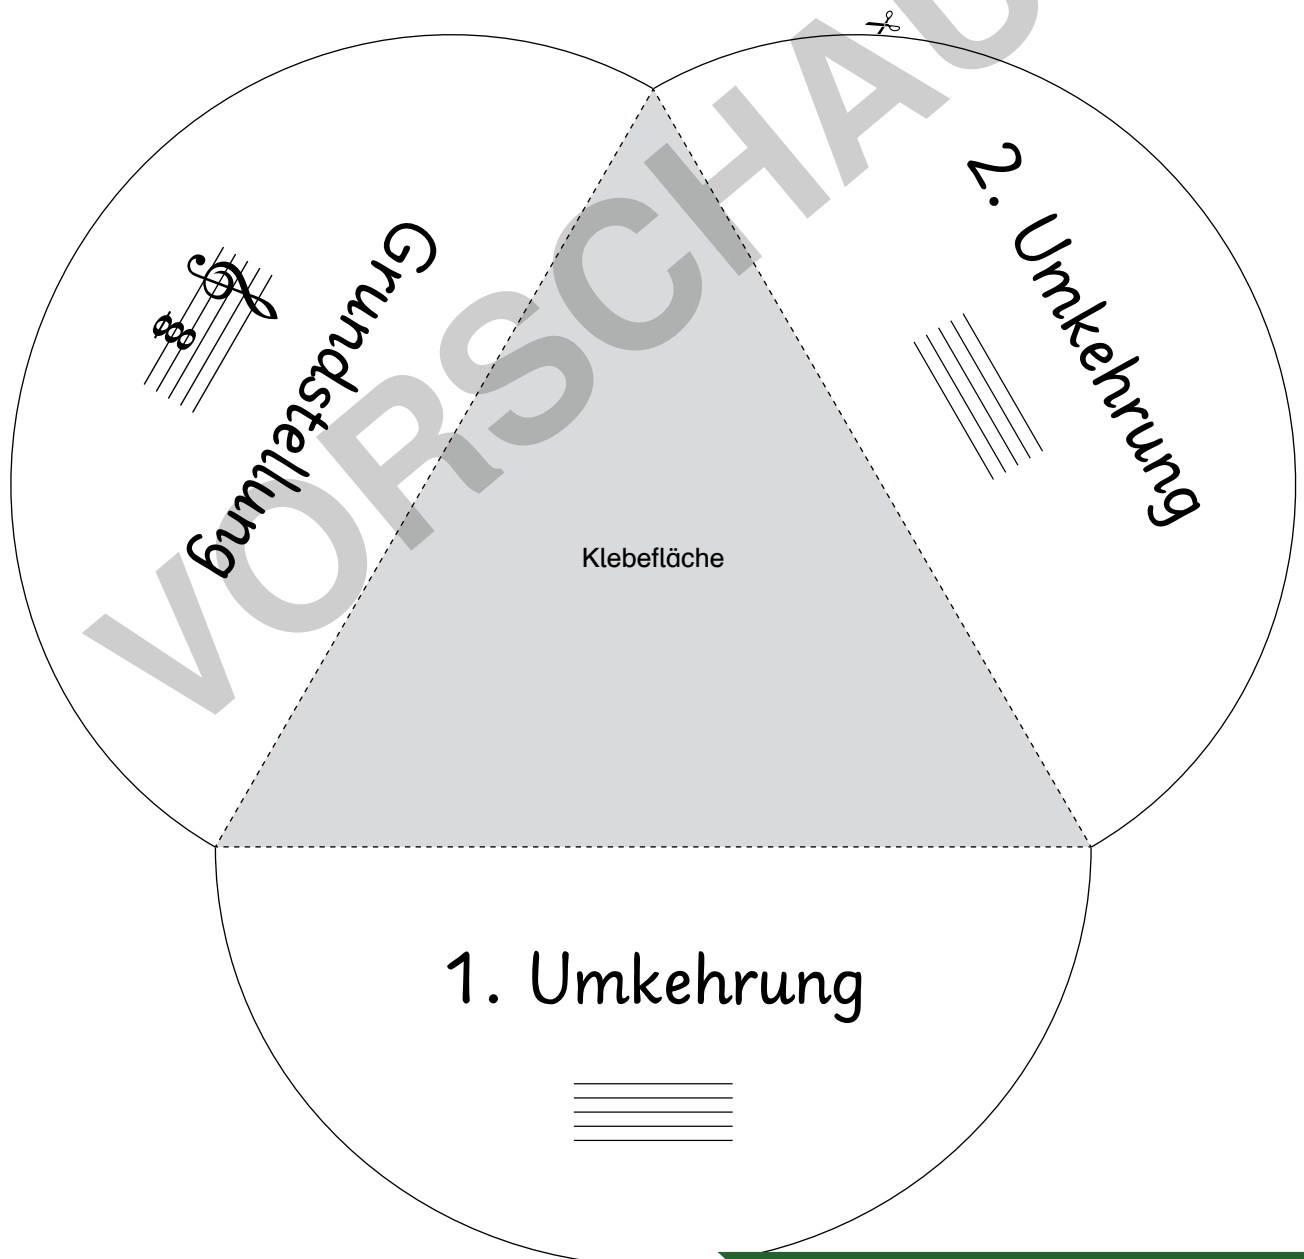 Grundstellung
2. Umkehrung
Klebefläche
1. Umkehrung
VORSCHAU